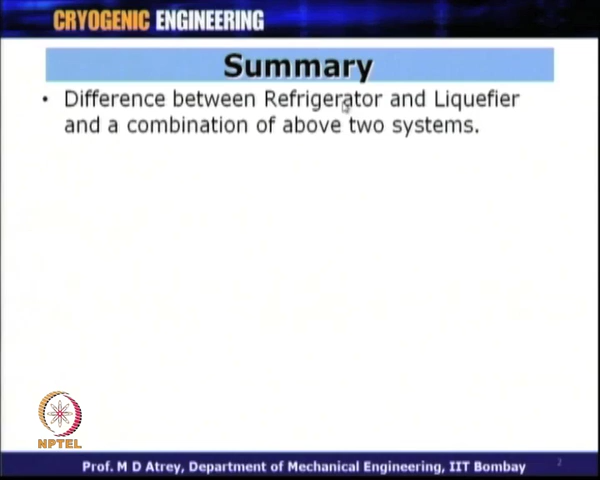 CRYOGENIC ENGINEERING
Summary
• Difference between Refrigerator and Liquefier
and a combination of above two systems.
NPTEL
Prof. M D Atrey, Department of Mechanical Engineering, IIT Bombay
2